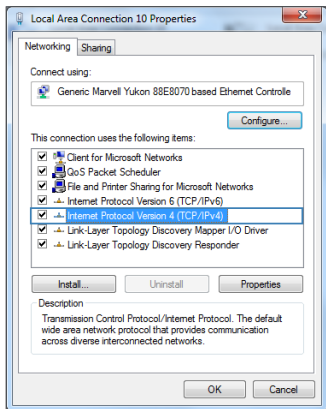 Local Area Connection 10 Properties
Networking Sharing
Connect using:
Generic Marvell Yukon 88E8070 based Ethernet Controlle
Configure...
This connection uses the following items:
Client for Microsoft Networks
QoS Packet Scheduler
File and Printer Sharing for Microsoft Networks
Internet Protocol Version 6 (TCP/IPv6)
Internet Protocol Version 4 (TCP/IPv4)
Link-Layer Topology Discovery Mapper I/O Driver
Link-Layer Topology Discovery Responder
Install... Uninstall Properties
Description
Transmission Control Protocol/Internet Protocol. The default
wide area network protocol that provides communication
across diverse interconnected networks.
OK Cancel